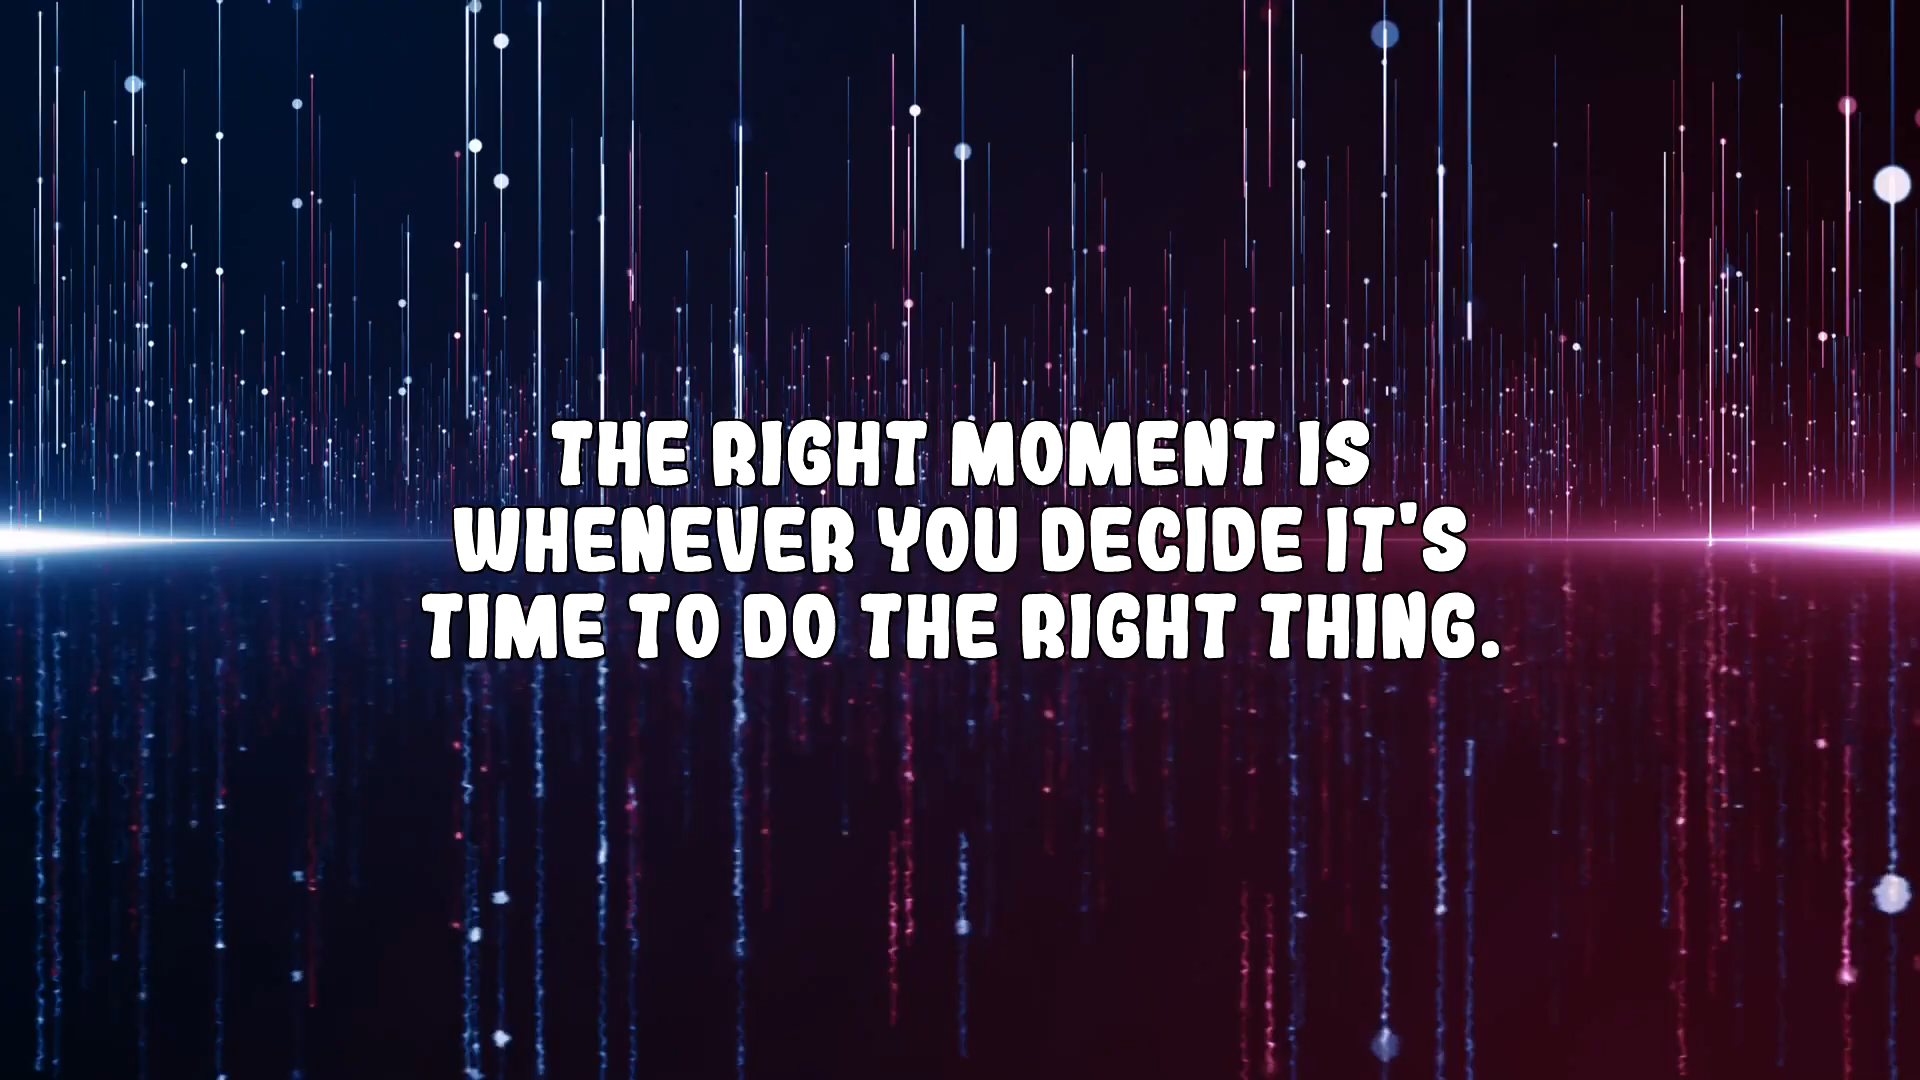 THE RIGHT MOMENT IS
WHENEVER YOU DECIDE IT'S
TIME TO DO THE RIGHT THING.